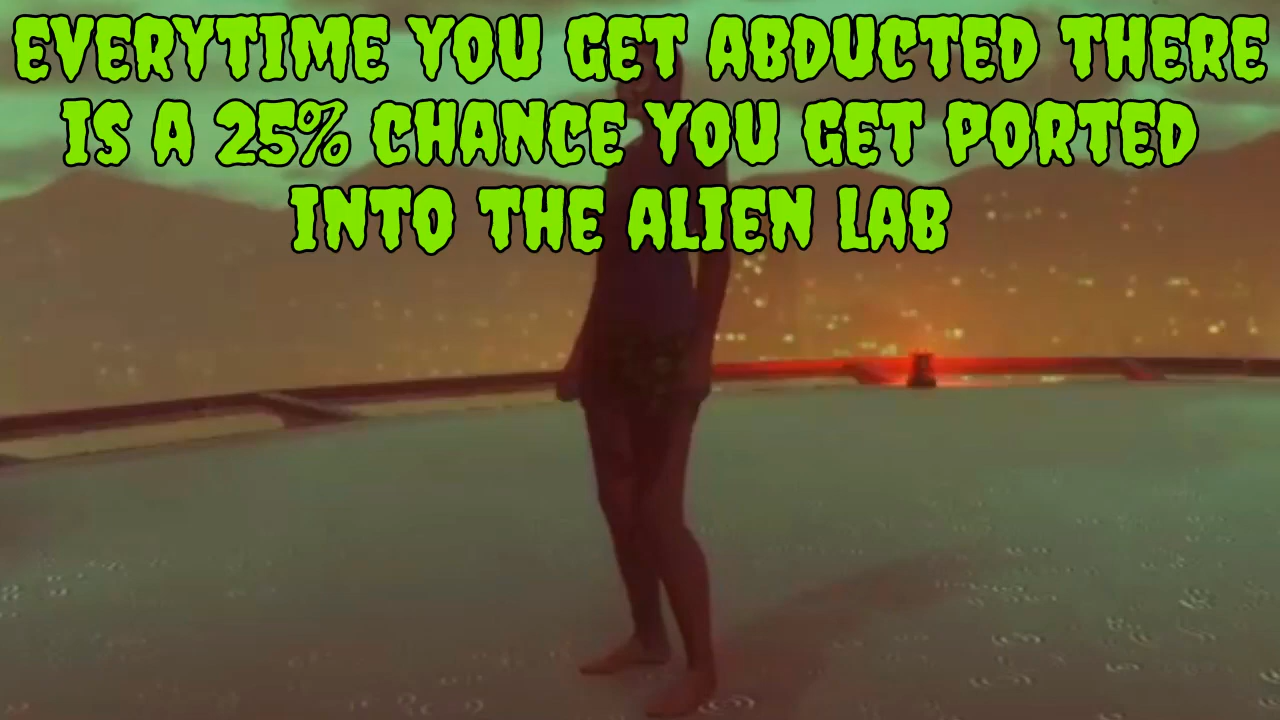 EVERYTIME YOU GET ABDUCTED THERE
IS A 25% CHANCE YOU GET PORTED
INTO THE ALIEN LAB